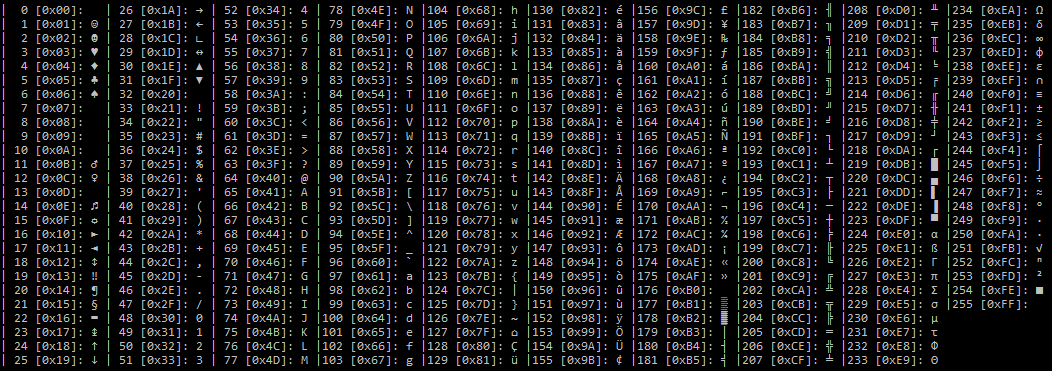 | 0 [0x00]: | 26 [0x1A]: → | 52 [0x34]: 4 | 78 [0x4E]: N |104 [0x68]: h |130 [0x82]: é |156 [0x9C]: £ |182 [0xB6]: ╢ |208 [0xD0]: ╨ |234 [0xEA]: Ω
| 1 [0x01]: ☺ | 27 [0x1B]: ← | 53 [0x35]: 5 | 79 [0x4F]: O |105 [0x69]: i |131 [0x83]: â |157 [0x9D]: ¥ |183 [0xB7]: ╖ |209 [0xD1]: ╤ |235 [0xEB]: δ
| 2 [0x02]: ☻ | 28 [0x1C]: ∟ | 54 [0x36]: 6 | 80 [0x50]: P |106 [0x6A]: j |132 [0x84]: ä |158 [0x9E]: ₧ |184 [0xB8]: ╕ |210 [0xD2]: ╥ |236 [0xEC]: ∞
| 3 [0x03]: ♥ | 29 [0x1D]: ↔ | 55 [0x37]: 7 | 81 [0x51]: Q |107 [0x6B]: k |133 [0x85]: à |159 [0x9F]: ƒ |185 [0xB9]: ╣ |211 [0xD3]: ╙ |237 [0xED]: φ
| 4 [0x04]: ♦ | 30 [0x1E]: ▲ | 56 [0x38]: 8 | 82 [0x52]: R |108 [0x6C]: l |134 [0x86]: å |160 [0xA0]: á |186 [0xBA]: ║ |212 [0xD4]: ╘ |238 [0xEE]: ε
| 5 [0x05]: ♣ | 31 [0x1F]: ▼ | 57 [0x39]: 9 | 83 [0x53]: S |109 [0x6D]: m |135 [0x87]: ç |161 [0xA1]: í |187 [0xBB]: ╗ |213 [0xD5]: ╒ |239 [0xEF]: ∩
| 6 [0x06]: ♠ | 32 [0x20]: | 58 [0x3A]: : | 84 [0x54]: T |110 [0x6E]: n |136 [0x88]: ê |162 [0xA2]: ó |188 [0xBC]: ╝ |214 [0xD6]: ╓ |240 [0xF0]: ≡
| 7 [0x07]: | 33 [0x21]: ! | 59 [0x3B]: ; | 85 [0x55]: U |111 [0x6F]: o |137 [0x89]: ë |163 [0xA3]: ú |189 [0xBD]: ╜ |215 [0xD7]: ╫ |241 [0xF1]: ±
| 8 [0x08]: | 34 [0x22]: " | 60 [0x3C]: < | 86 [0x56]: V |112 [0x70]: p |138 [0x8A]: è |164 [0xA4]: ñ |190 [0xBE]: ╛ |216 [0xD8]: ╪ |242 [0xF2]: ≥
| 9 [0x09]: | 35 [0x23]: # | 61 [0x3D]: = | 87 [0x57]: W |113 [0x71]: q |139 [0x8B]: ï |165 [0xA5]: Ñ |191 [0xBF]: ┐ |217 [0xD9]: ┘ |243 [0xF3]: ≤
| 10 [0x0A]: | 36 [0x24]: $ | 62 [0x3E]: > | 88 [0x58]: X |114 [0x72]: r |140 [0x8C]: î |166 [0xA6]: ª |192 [0xC0]: └ |218 [0xDA]: ┌ |244 [0xF4]: ⌠
| 11 [0x0B]: ♂ | 37 [0x25]: % | 63 [0x3F]: ? | 89 [0x59]: Y |115 [0x73]: s |141 [0x8D]: ì |167 [0xA7]: º |193 [0xC1]: ┴ |219 [0xDB]: █ |245 [0xF5]: ⌡
| 12 [0x0C]: ♀ | 38 [0x26]: & | 64 [0x40]: @ | 90 [0x5A]: Z |116 [0x74]: t |142 [0x8E]: Ä |168 [0xA8]: ¿ |194 [0xC2]: ┬ |220 [0xDC]: ▄ |246 [0xF6]: ÷
| 13 [0x0D]: | 39 [0x27]: ' | 65 [0x41]: A | 91 [0x5B]: [ |117 [0x75]: u |143 [0x8F]: Å |169 [0xA9]: ⌐ |195 [0xC3]: ├ |221 [0xDD]: ▌ |247 [0xF7]: ≈
| 14 [0x0E]: ♫ | 40 [0x28]: ( | 66 [0x42]: B | 92 [0x5C]: \ |118 [0x76]: v |144 [0x90]: É |170 [0xAA]: ¬ |196 [0xC4]: ─ |222 [0xDE]: ▐ |248 [0xF8]: °
| 15 [0x0F]: ☼ | 41 [0x29]: ) | 67 [0x43]: C | 93 [0x5D]: ] |119 [0x77]: w |145 [0x91]: æ |171 [0xAB]: ½ |197 [0xC5]: ┼ |223 [0xDF]: ▀ |249 [0xF9]: ∙
| 16 [0x10]: ► | 42 [0x2A]: * | 68 [0x44]: D | 94 [0x5E]: ^ |120 [0x78]: x |146 [0x92]: Æ |172 [0xAC]: ¼ |198 [0xC6]: ╞ |224 [0xE0]: α |250 [0xFA]: ·
| 17 [0x11]: ◄ | 43 [0x2B]: + | 69 [0x45]: E | 95 [0x5F]: _ |121 [0x79]: y |147 [0x93]: ô |173 [0xAD]: ¡ |199 [0xC7]: ╟ |225 [0xE1]: ß |251 [0xFB]: √
| 18 [0x12]: ↕ | 44 [0x2C]: , | 70 [0x46]: F | 96 [0x60]: ` |122 [0x7A]: z |148 [0x94]: ö |174 [0xAE]: « |200 [0xC8]: ╚ |226 [0xE2]: Γ |252 [0xFC]: ⁿ
| 19 [0x13]: ‼ | 45 [0x2D]: - | 71 [0x47]: G | 97 [0x61]: a |123 [0x7B]: { |149 [0x95]: ò |175 [0xAF]: » |201 [0xC9]: ╔ |227 [0xE3]: π |253 [0xFD]: ²
| 20 [0x14]: ¶ | 46 [0x2E]: . | 72 [0x48]: H | 98 [0x62]: b |124 [0x7C]: | |150 [0x96]: û |176 [0xB0]: ░ |202 [0xCA]: ╩ |228 [0xE4]: Σ |254 [0xFE]: ■
| 21 [0x15]: § | 47 [0x2F]: / | 73 [0x49]: I | 99 [0x63]: c |125 [0x7D]: } |151 [0x97]: ù |177 [0xB1]: ▒ |203 [0xCB]: ╦ |229 [0xE5]: σ |255 [0xFF]:
| 22 [0x16]: ▬ | 48 [0x30]: 0 | 74 [0x4A]: J |100 [0x64]: d |126 [0x7E]: ~ |152 [0x98]: ÿ |178 [0xB2]: ▓ |204 [0xCC]: ╠ |230 [0xE6]: µ
| 23 [0x17]: ↨ | 49 [0x31]: 1 | 75 [0x4B]: K |101 [0x65]: e |127 [0x7F]: ⌂ |153 [0x99]: Ö |179 [0xB3]: │ |205 [0xCD]: ═ |231 [0xE7]: τ
| 24 [0x18]: ↑ | 50 [0x32]: 2 | 76 [0x4C]: L |102 [0x66]: f |128 [0x80]: Ç |154 [0x9A]: Ü |180 [0xB4]: ┤ |206 [0xCE]: ╬ |232 [0xE8]: Φ
| 25 [0x19]: ↓ | 51 [0x33]: 3 | 77 [0x4D]: M |103 [0x67]: g |129 [0x81]: ü |155 [0x9B]: ¢ |181 [0xB5]: ╡ |207 [0xCF]: ╧ |233 [0xE9]: Θ